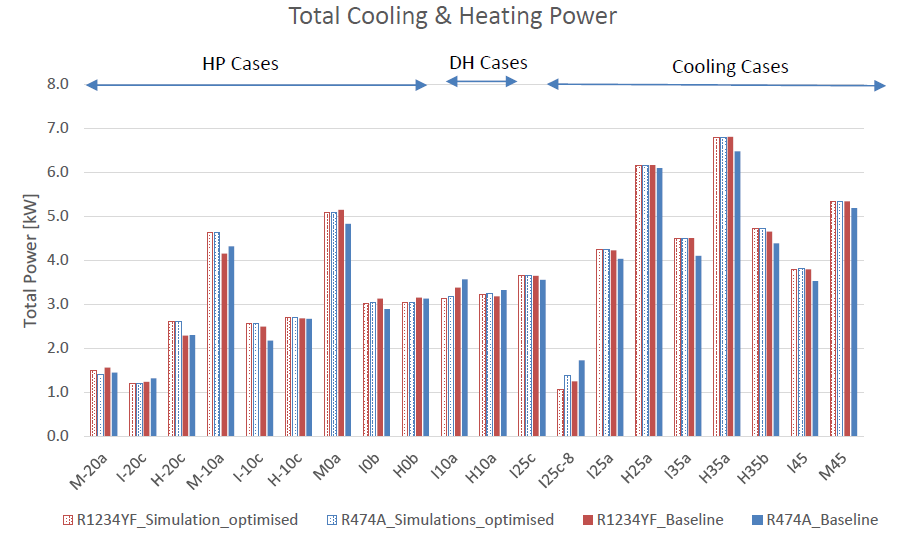 Total Cooling & Heating Power
HP Cases
DH Cases
Cooling Cases
8.0
7.0
6.0
5.0
4.0
3.0
2.0
1.0
0.0
Total Power [kW]
M-20a
I-20c
H-20c
M-10a
I-10c
H-10c
M0a
I0b
H0b
I10a
H10a
I25c
I25c-8
I25a
H25a
I35a
H35a
H35b
I45
M45
R1234YF_Simulation_optimised
R474A_Simulations_optimised
R1234YF_Baseline
R474A_Baseline